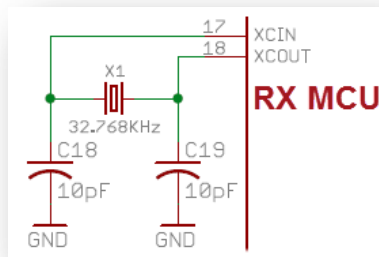 17 XCIN
18 XCOUT
X1
RX MCU
32.768KHz
C18 C19
10pF 10pF
GND GND